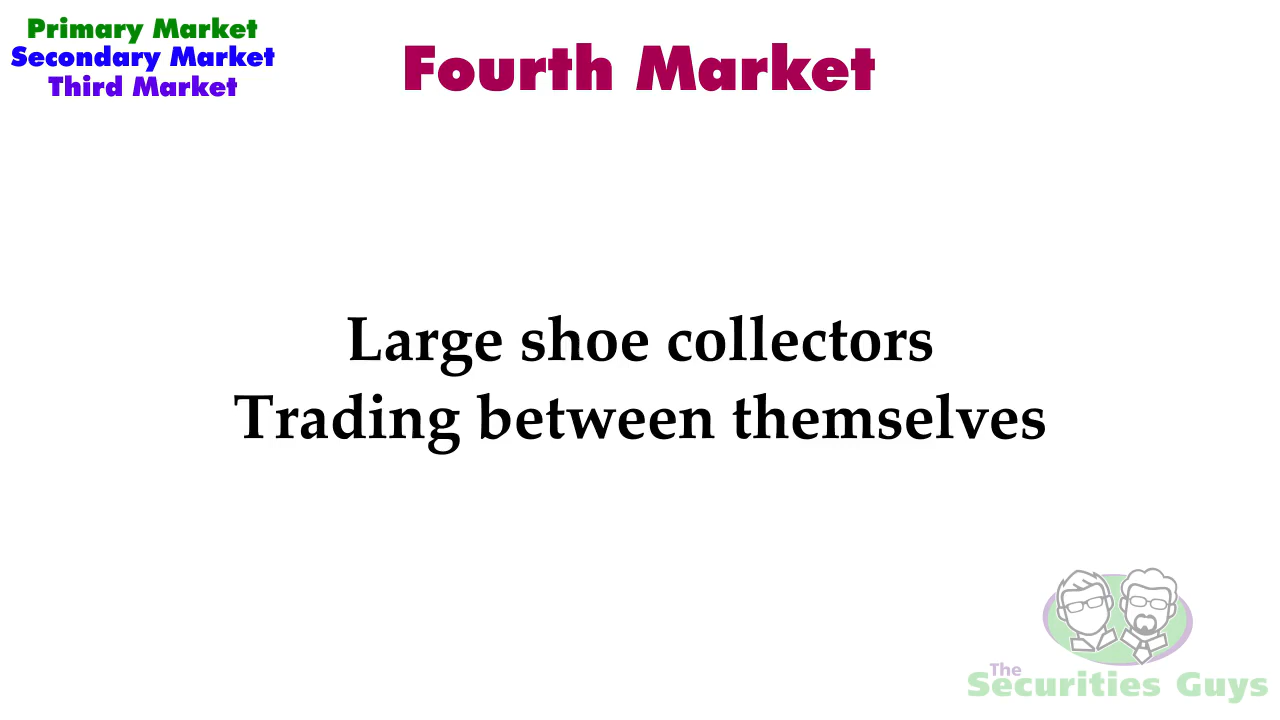 Primary Market
Secondary Market
Third Market
Fourth Market
Large shoe collectors
Trading between themselves
The
Securities Guys